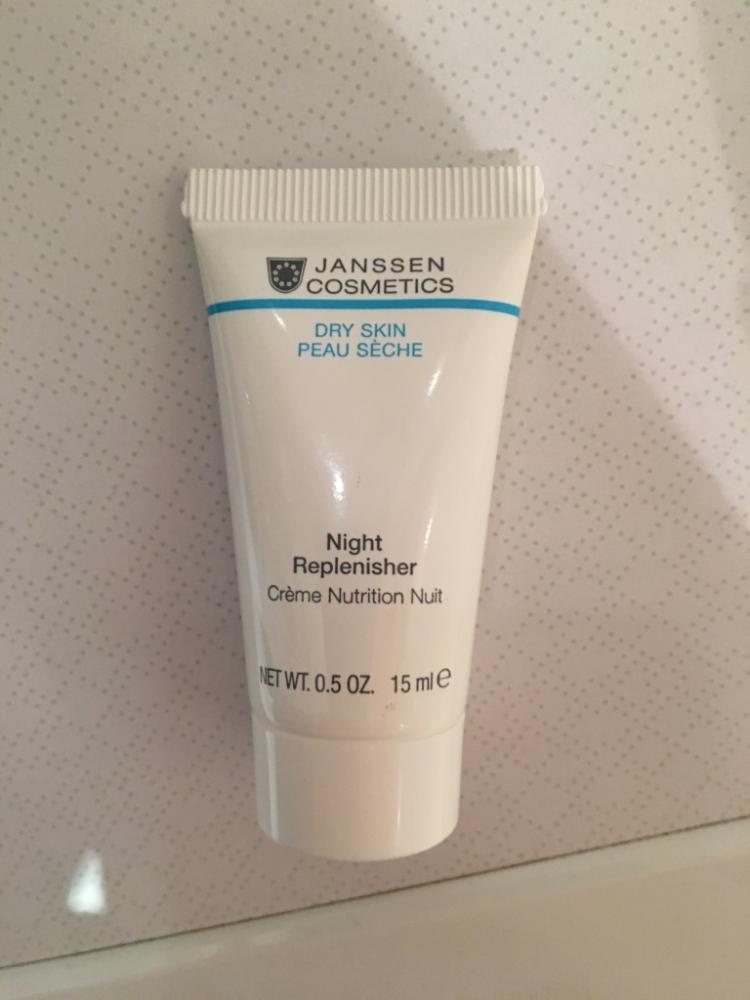 JANSSEN
COSMETICS
DRY SKIN
PEAU SÈCHE
Night
Replenisher
Crème Nutrition Nuit
NET WT. 0.5 OZ. 15 ml ℮